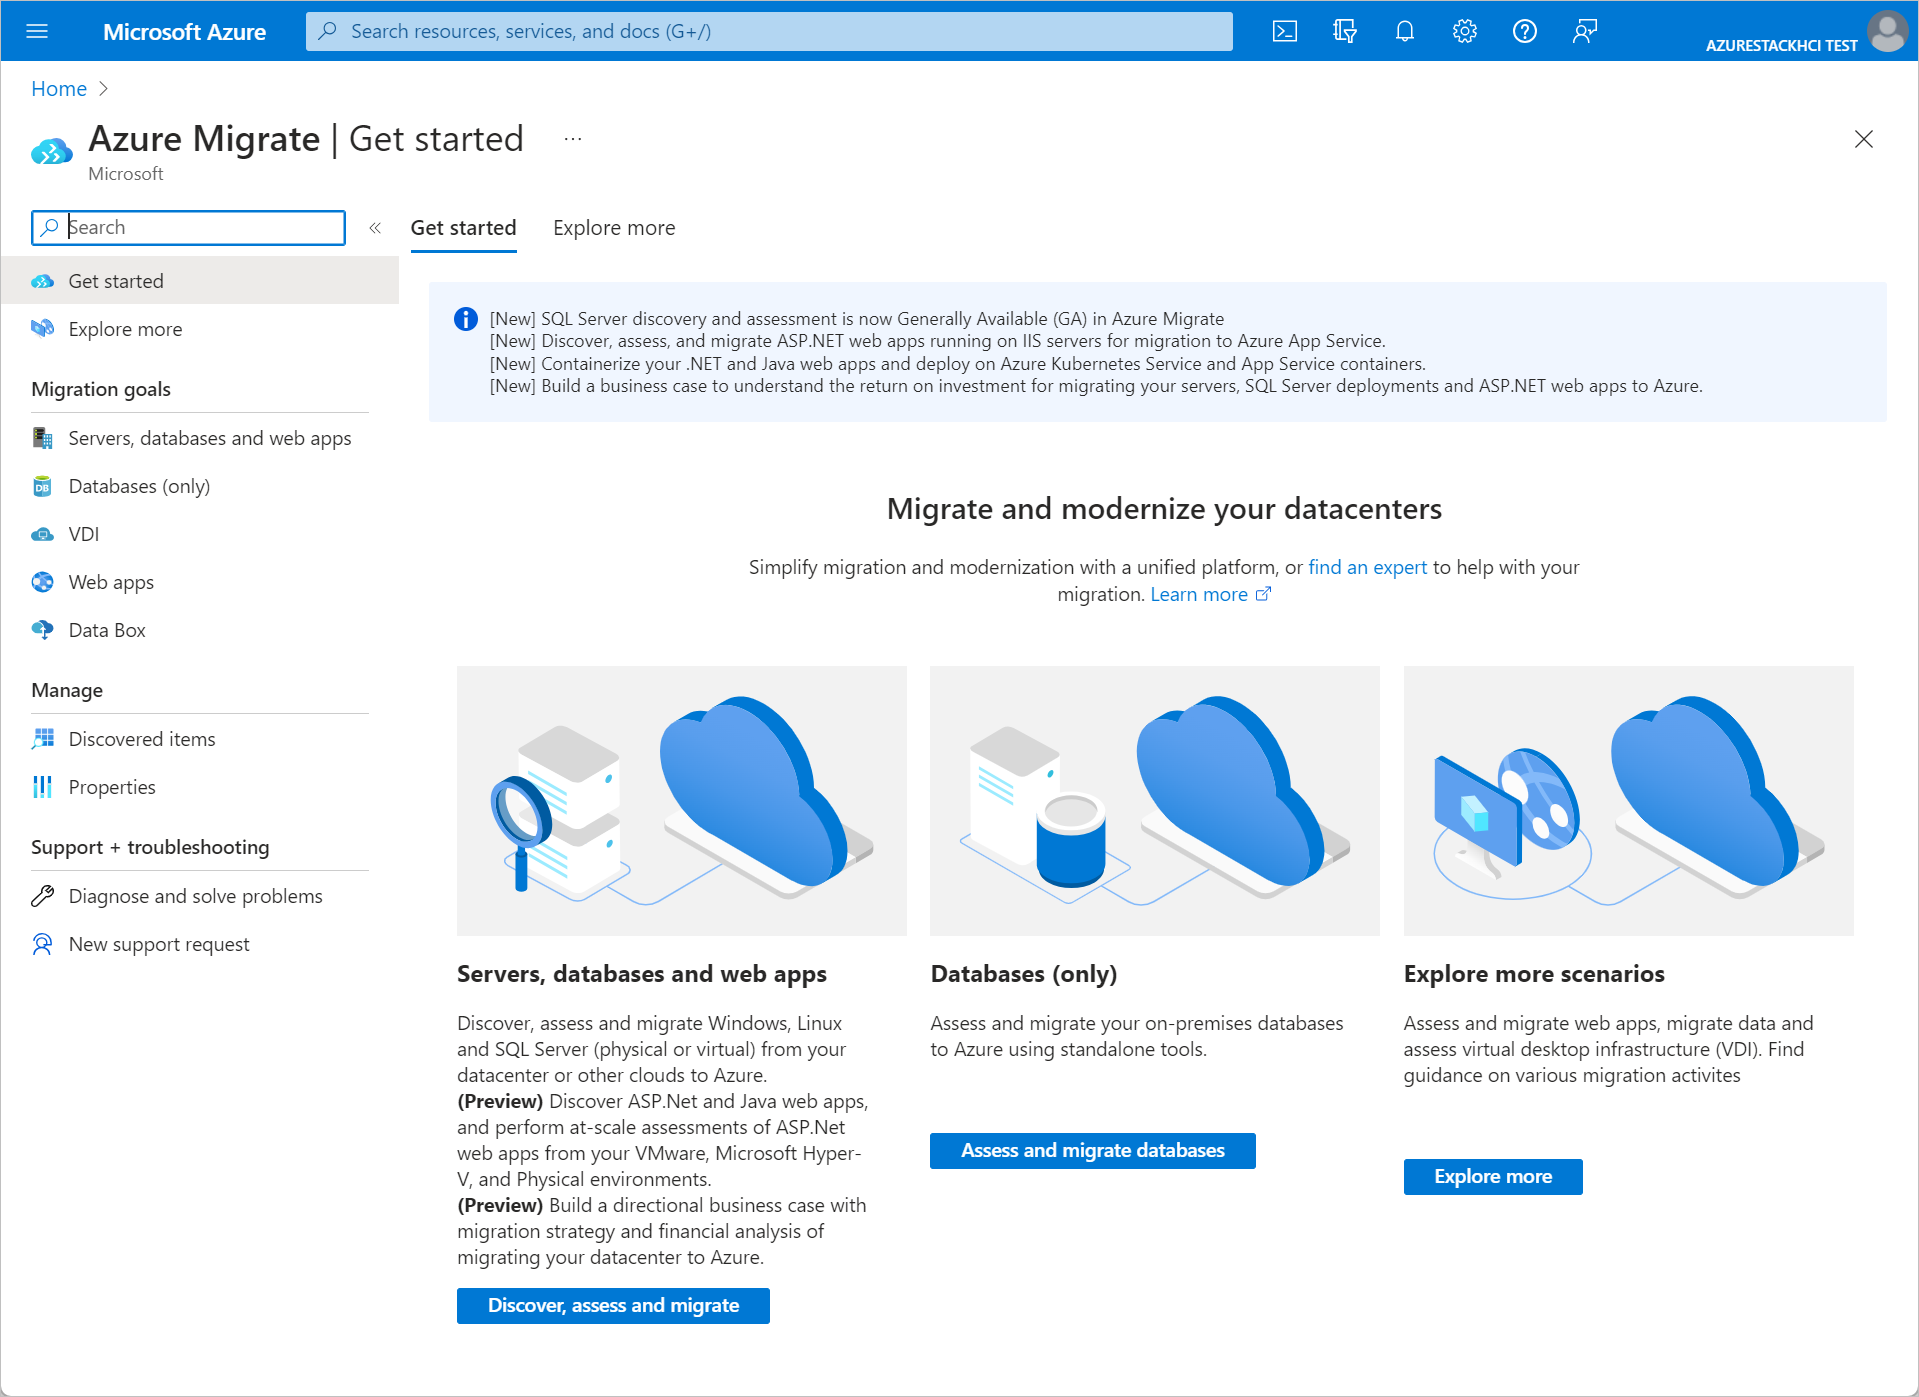 Microsoft Azure
Search resources, services, and docs (G+/)
AZURESTACKHCI TEST
Home
Azure Migrate | Get started
...
Microsoft
Search
«
Get started
Explore more
Get started
Explore more
Migration goals
Servers, databases and web apps
DB
Databases (only)
VDI
Web apps
Data Box
Manage
Discovered items
Properties
Support + troubleshooting
Diagnose and solve problems
New support request
[New] SQL Server discovery and assessment is now Generally Available (GA) in Azure Migrate
[New] Discover, assess, and migrate ASP.NET web apps running on IIS servers for migration to Azure App Service.
[New] Containerize your .NET and Java web apps and deploy on Azure Kubernetes Service and App Service containers.
[New] Build a business case to understand the return on investment for migrating your servers, SQL Server deployments and ASP.NET web apps to Azure.
Migrate and modernize your datacenters
Simplify migration and modernization with a unified platform, or find an expert to help with your
migration. Learn more
Servers, databases and web apps
Discover, assess and migrate Windows, Linux
and SQL Server (physical or virtual) from your
datacenter or other clouds to Azure.
(Preview) Discover ASP.Net and Java web apps,
and perform at-scale assessments of ASP.Net
web apps from your VMware, Microsoft Hyper-
V, and Physical environments.
(Preview) Build a directional business case with
migration strategy and financial analysis of
migrating your datacenter to Azure.
Discover, assess and migrate
Databases (only)
Assess and migrate your on-premises databases
to Azure using standalone tools.
Assess and migrate databases
Explore more scenarios
Assess and migrate web apps, migrate data and
assess virtual desktop infrastructure (VDI). Find
guidance on various migration activites
Explore more